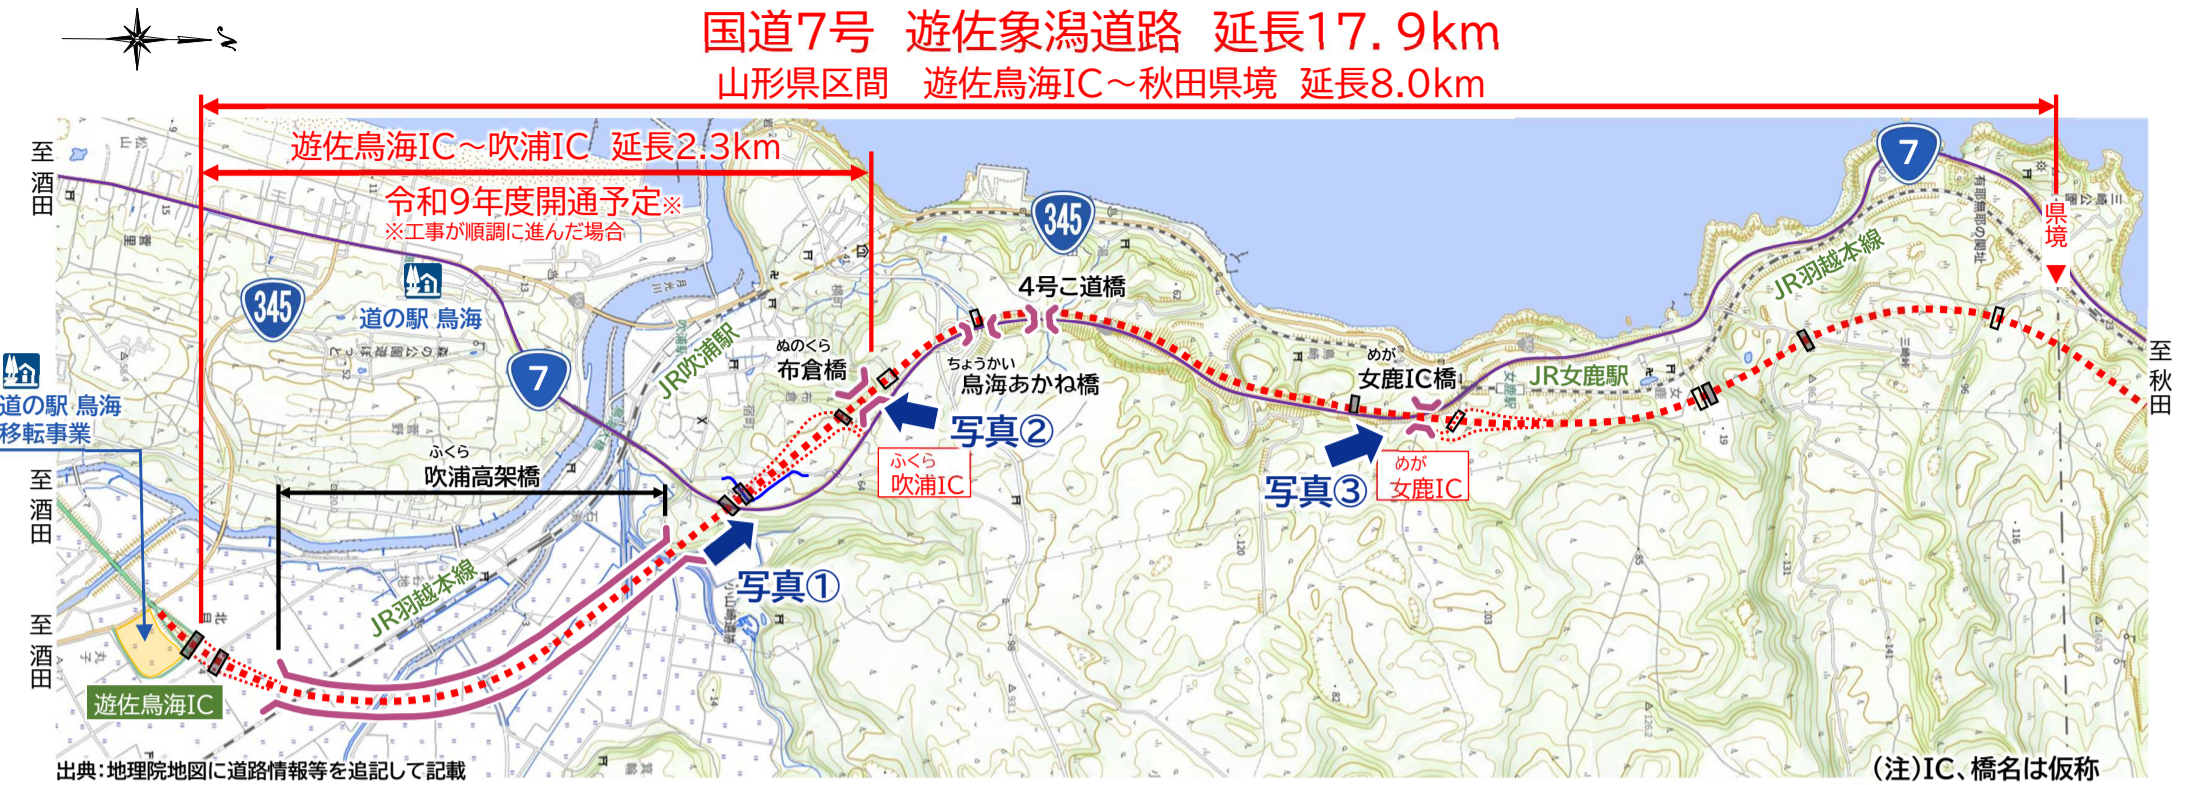 国道7号 遊佐象潟道路 延長17.9km
山形県区間 遊佐鳥海IC～秋田県境 延長8.0km
遊佐鳥海IC～吹浦IC 延長2.3km
令和9年度開通予定※
※工事が順調に進んだ場合
至酒田
345
道の駅 鳥海
7
345
7
県境
有耶無耶の関址
JR羽越本線
4号こ道橋
JR吹浦駅
ぬのくら
布倉橋
ちょうかい
鳥海あかね橋
めが
女鹿IC橋
JR女鹿駅
至秋田
道の駅 鳥海
移転事業
ふくら
吹浦高架橋
写真②
ふくら
吹浦IC
写真③
めが
女鹿IC
至酒田
写真①
JR羽越本線
至酒田
遊佐鳥海IC
出典:地理院地図に道路情報等を追記して記載
(注)IC、橋名は仮称